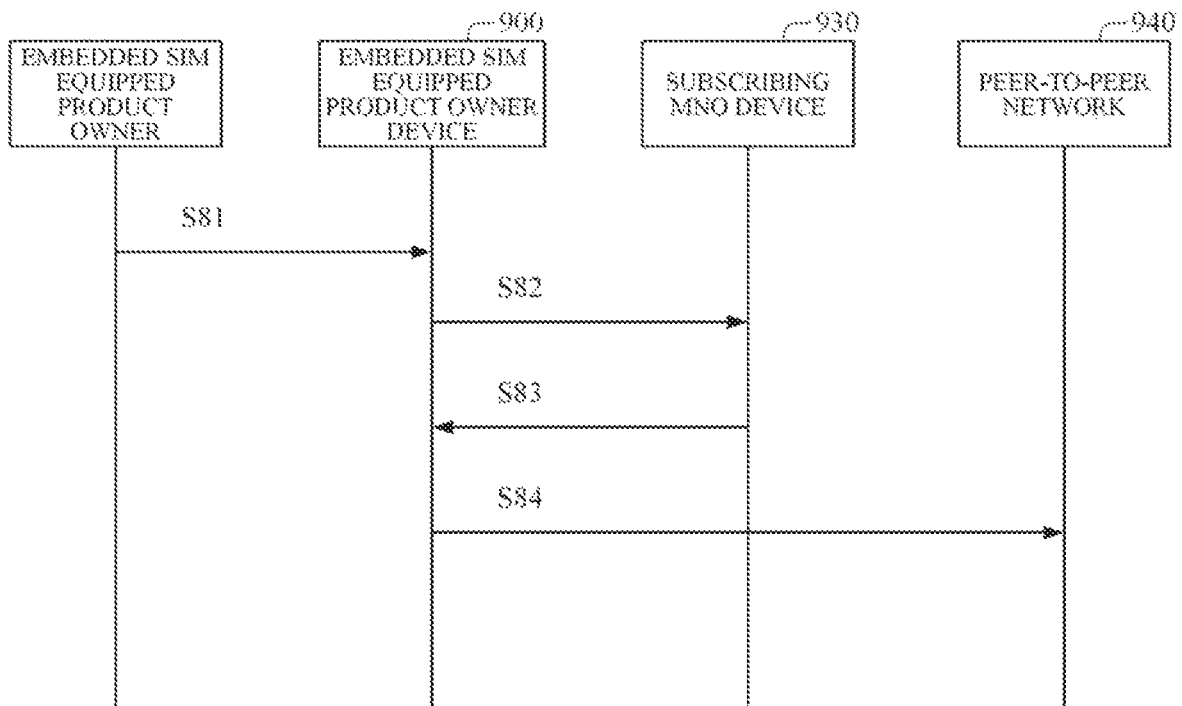 900
930
940
EMBEDDED SIM
EQUIPPED
PRODUCT
OWNER
EMBEDDED SIM
EQUIPPED
PRODUCT OWNER
DEVICE
SUBSCRIBING
MNO DEVICE
PEER-TO-PEER
NETWORK
S81
S82
S83
S84